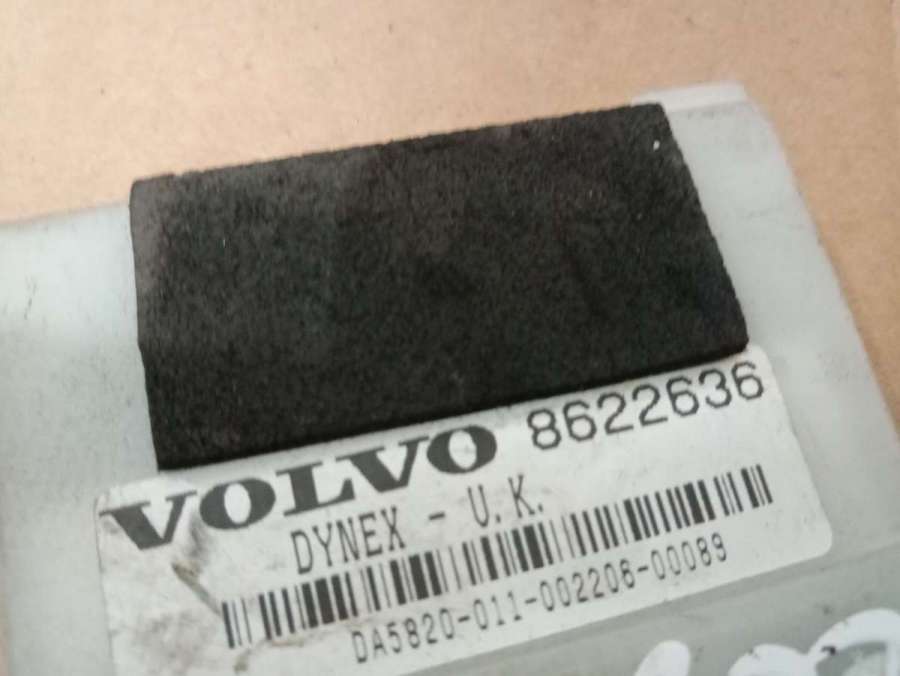 VOLVO 8622636
DYNEX - U.K.
DA5820-011-002206-00089